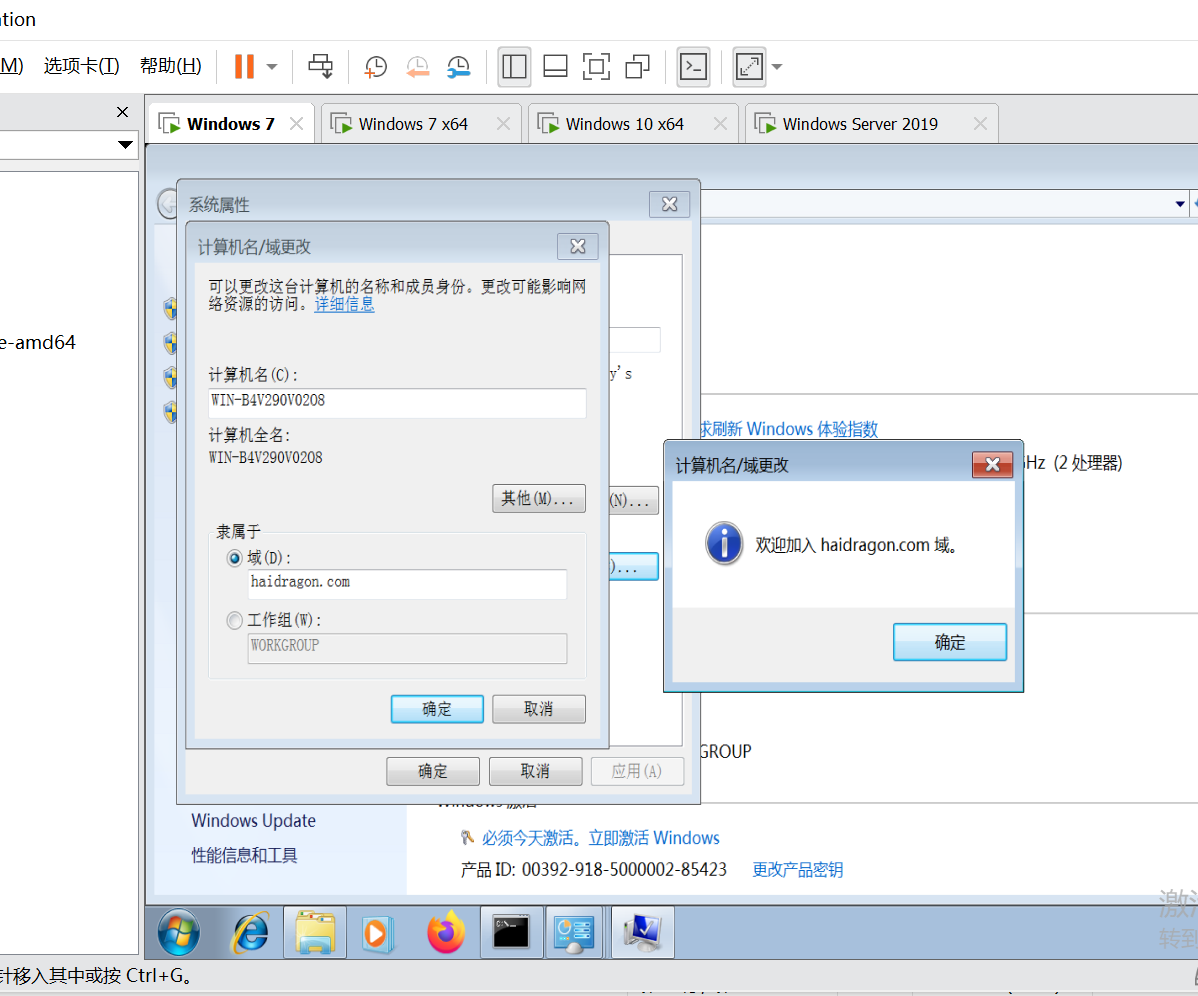 tion
M) 选项卡(T) 帮助(H)
Windows 7 Windows 7 x64 Windows 10 x64 Windows Server 2019
系统属性
计算机名/域更改
可以更改这台计算机的名称和成员身份。更改可能影响网
络资源的访问。详细信息
e-amd64
计算机名(C):
y's
WIN-B4V290V0208
求刷新 Windows 体验指数
计算机全名:
WIN-B4V290V0208
计算机名/域更改
Hz (2 处理器)
其他(M)... (N)...
隶属于
域(D):
欢迎加入 haidragon.com 域。
)...
haidragon.com
工作组(W):
WORKGROUP
确定
确定 取消
GROUP
确定 取消 应用(A)
Windows 激活
Windows Update
必须今天激活。立即激活 Windows
性能信息和工具
产品 ID: 00392-918-5000002-85423 更改产品密钥
激
转到
针移入其中或按 Ctrl+G。